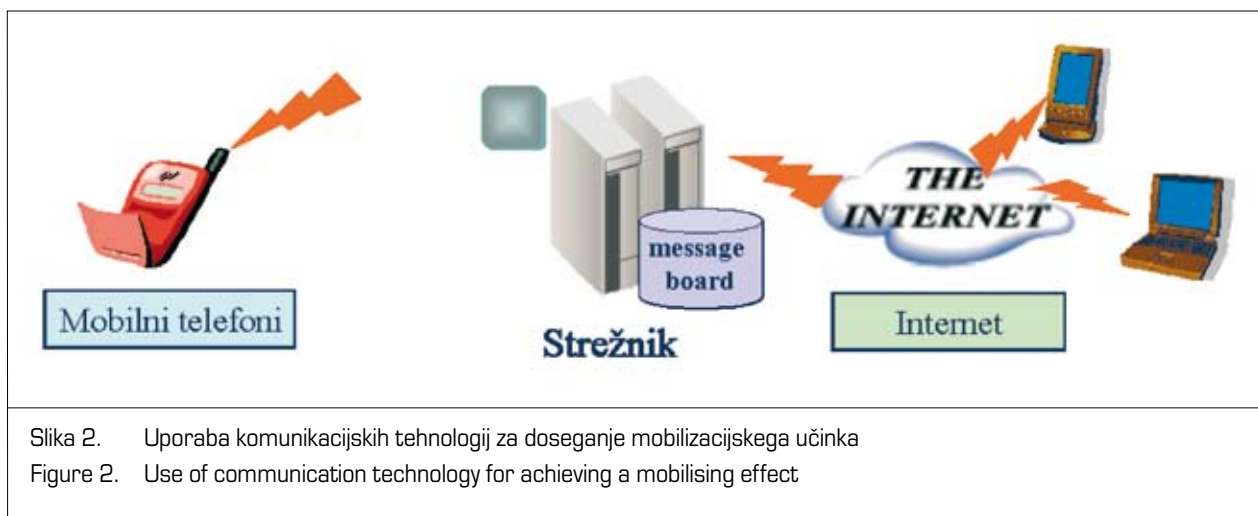 THE
INTERNET
message
board
Mobilni telefoni
Strežnik
Internet
Slika 2. Uporaba komunikacijskih tehnologij za doseganje mobilizacijskega učinka
Figure 2. Use of communication technology for achieving a mobilising effect